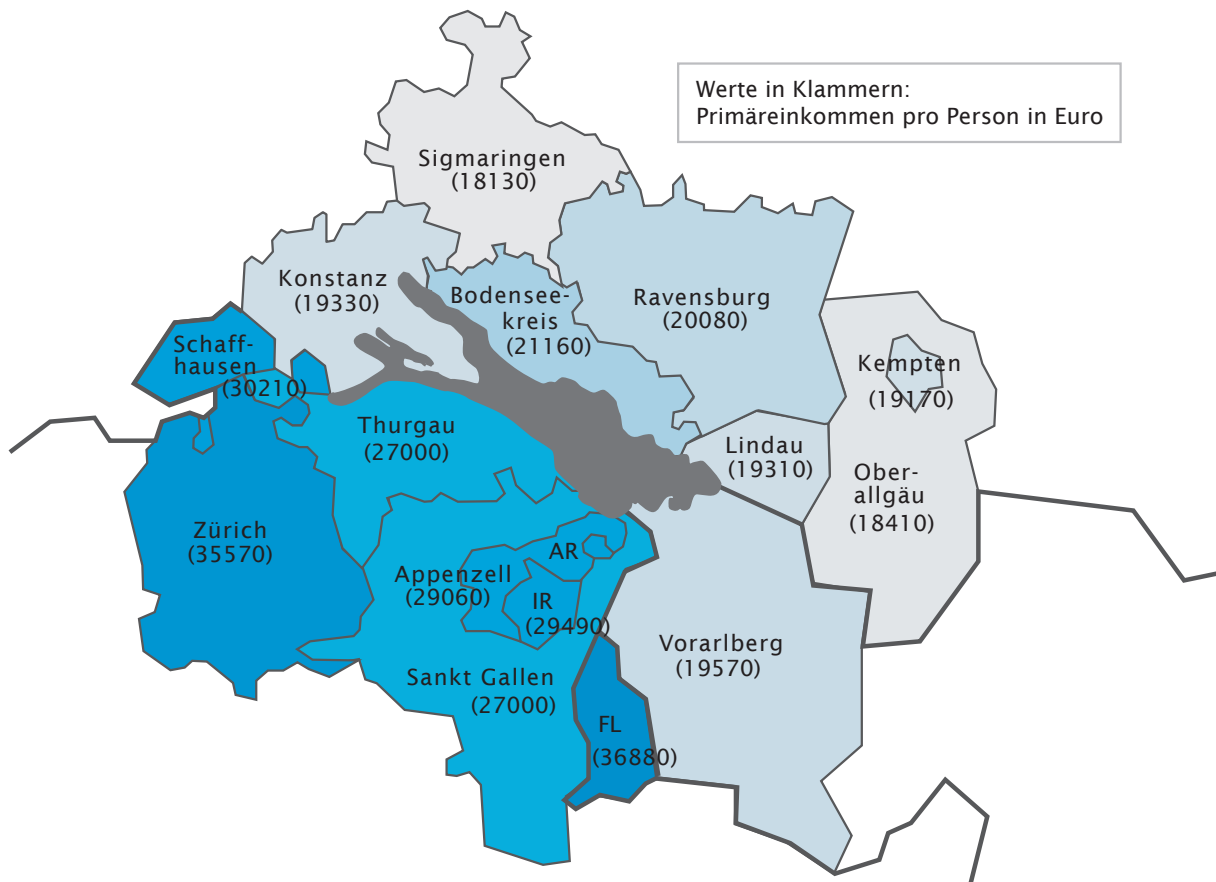 Werte in Klammern:
Primäreinkommen pro Person in Euro
Sigmaringen
(18130)
Konstanz
(19330)
Bodensee-
kreis
(21160)
Ravensburg
(20080)
Schaff-
hausen
(30210)
Kempten
(19170)
Thurgau
(27000)
Lindau
(19310)
Ober-
allgäu
(18410)
Zürich
(35570)
AR
Appenzell
(29060)
IR
(29490)
Vorarlberg
(19570)
Sankt Gallen
(27000)
FL
(36880)